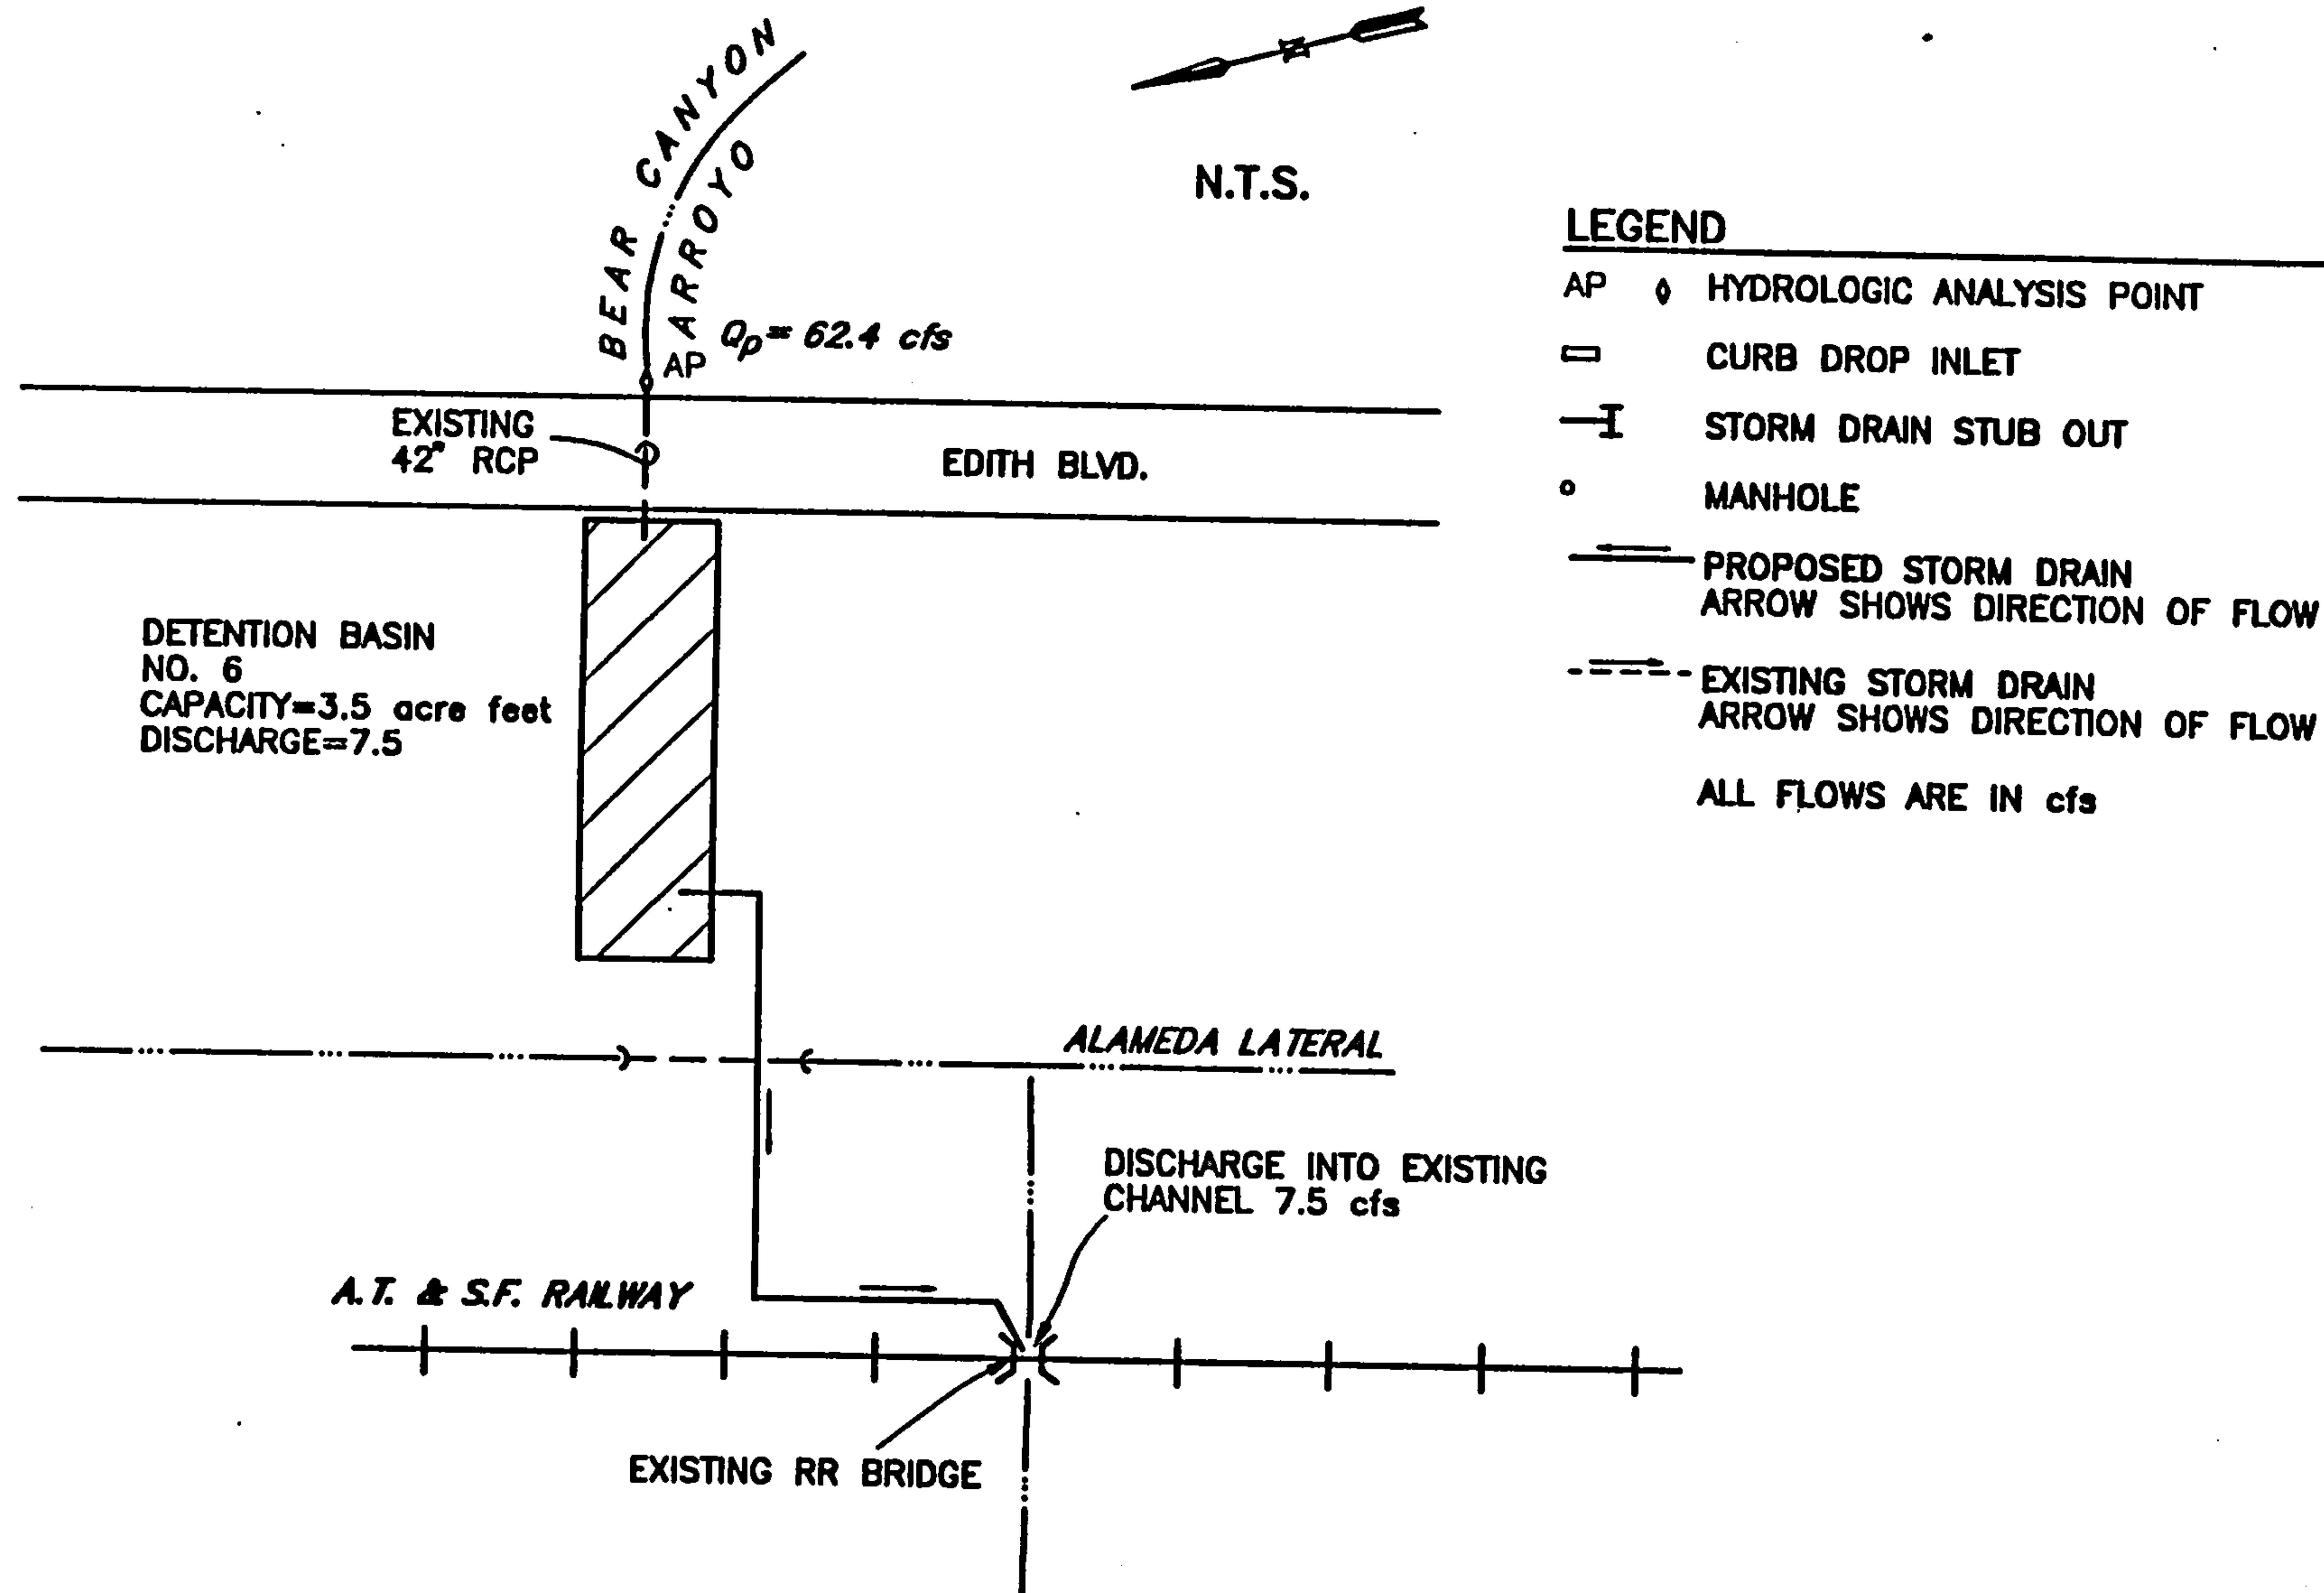 BEAR CANYON
ARROYO
N.T.S.
Qp = 62.4 cfs
AP
EXISTING
42" RCP
EDITH BLVD.
DETENTION BASIN
NO. 6
CAPACITY=3.5 acre feet
DISCHARGE=7.5
ALAMEDA LATERAL
DISCHARGE INTO EXISTING
CHANNEL 7.5 cfs
A.T. & S.F. RAILWAY
EXISTING RR BRIDGE
LEGEND
AP HYDROLOGIC ANALYSIS POINT
CURB DROP INLET
STORM DRAIN STUB OUT
MANHOLE
PROPOSED STORM DRAIN
ARROW SHOWS DIRECTION OF FLOW
EXISTING STORM DRAIN
ARROW SHOWS DIRECTION OF FLOW
ALL FLOWS ARE IN cfs